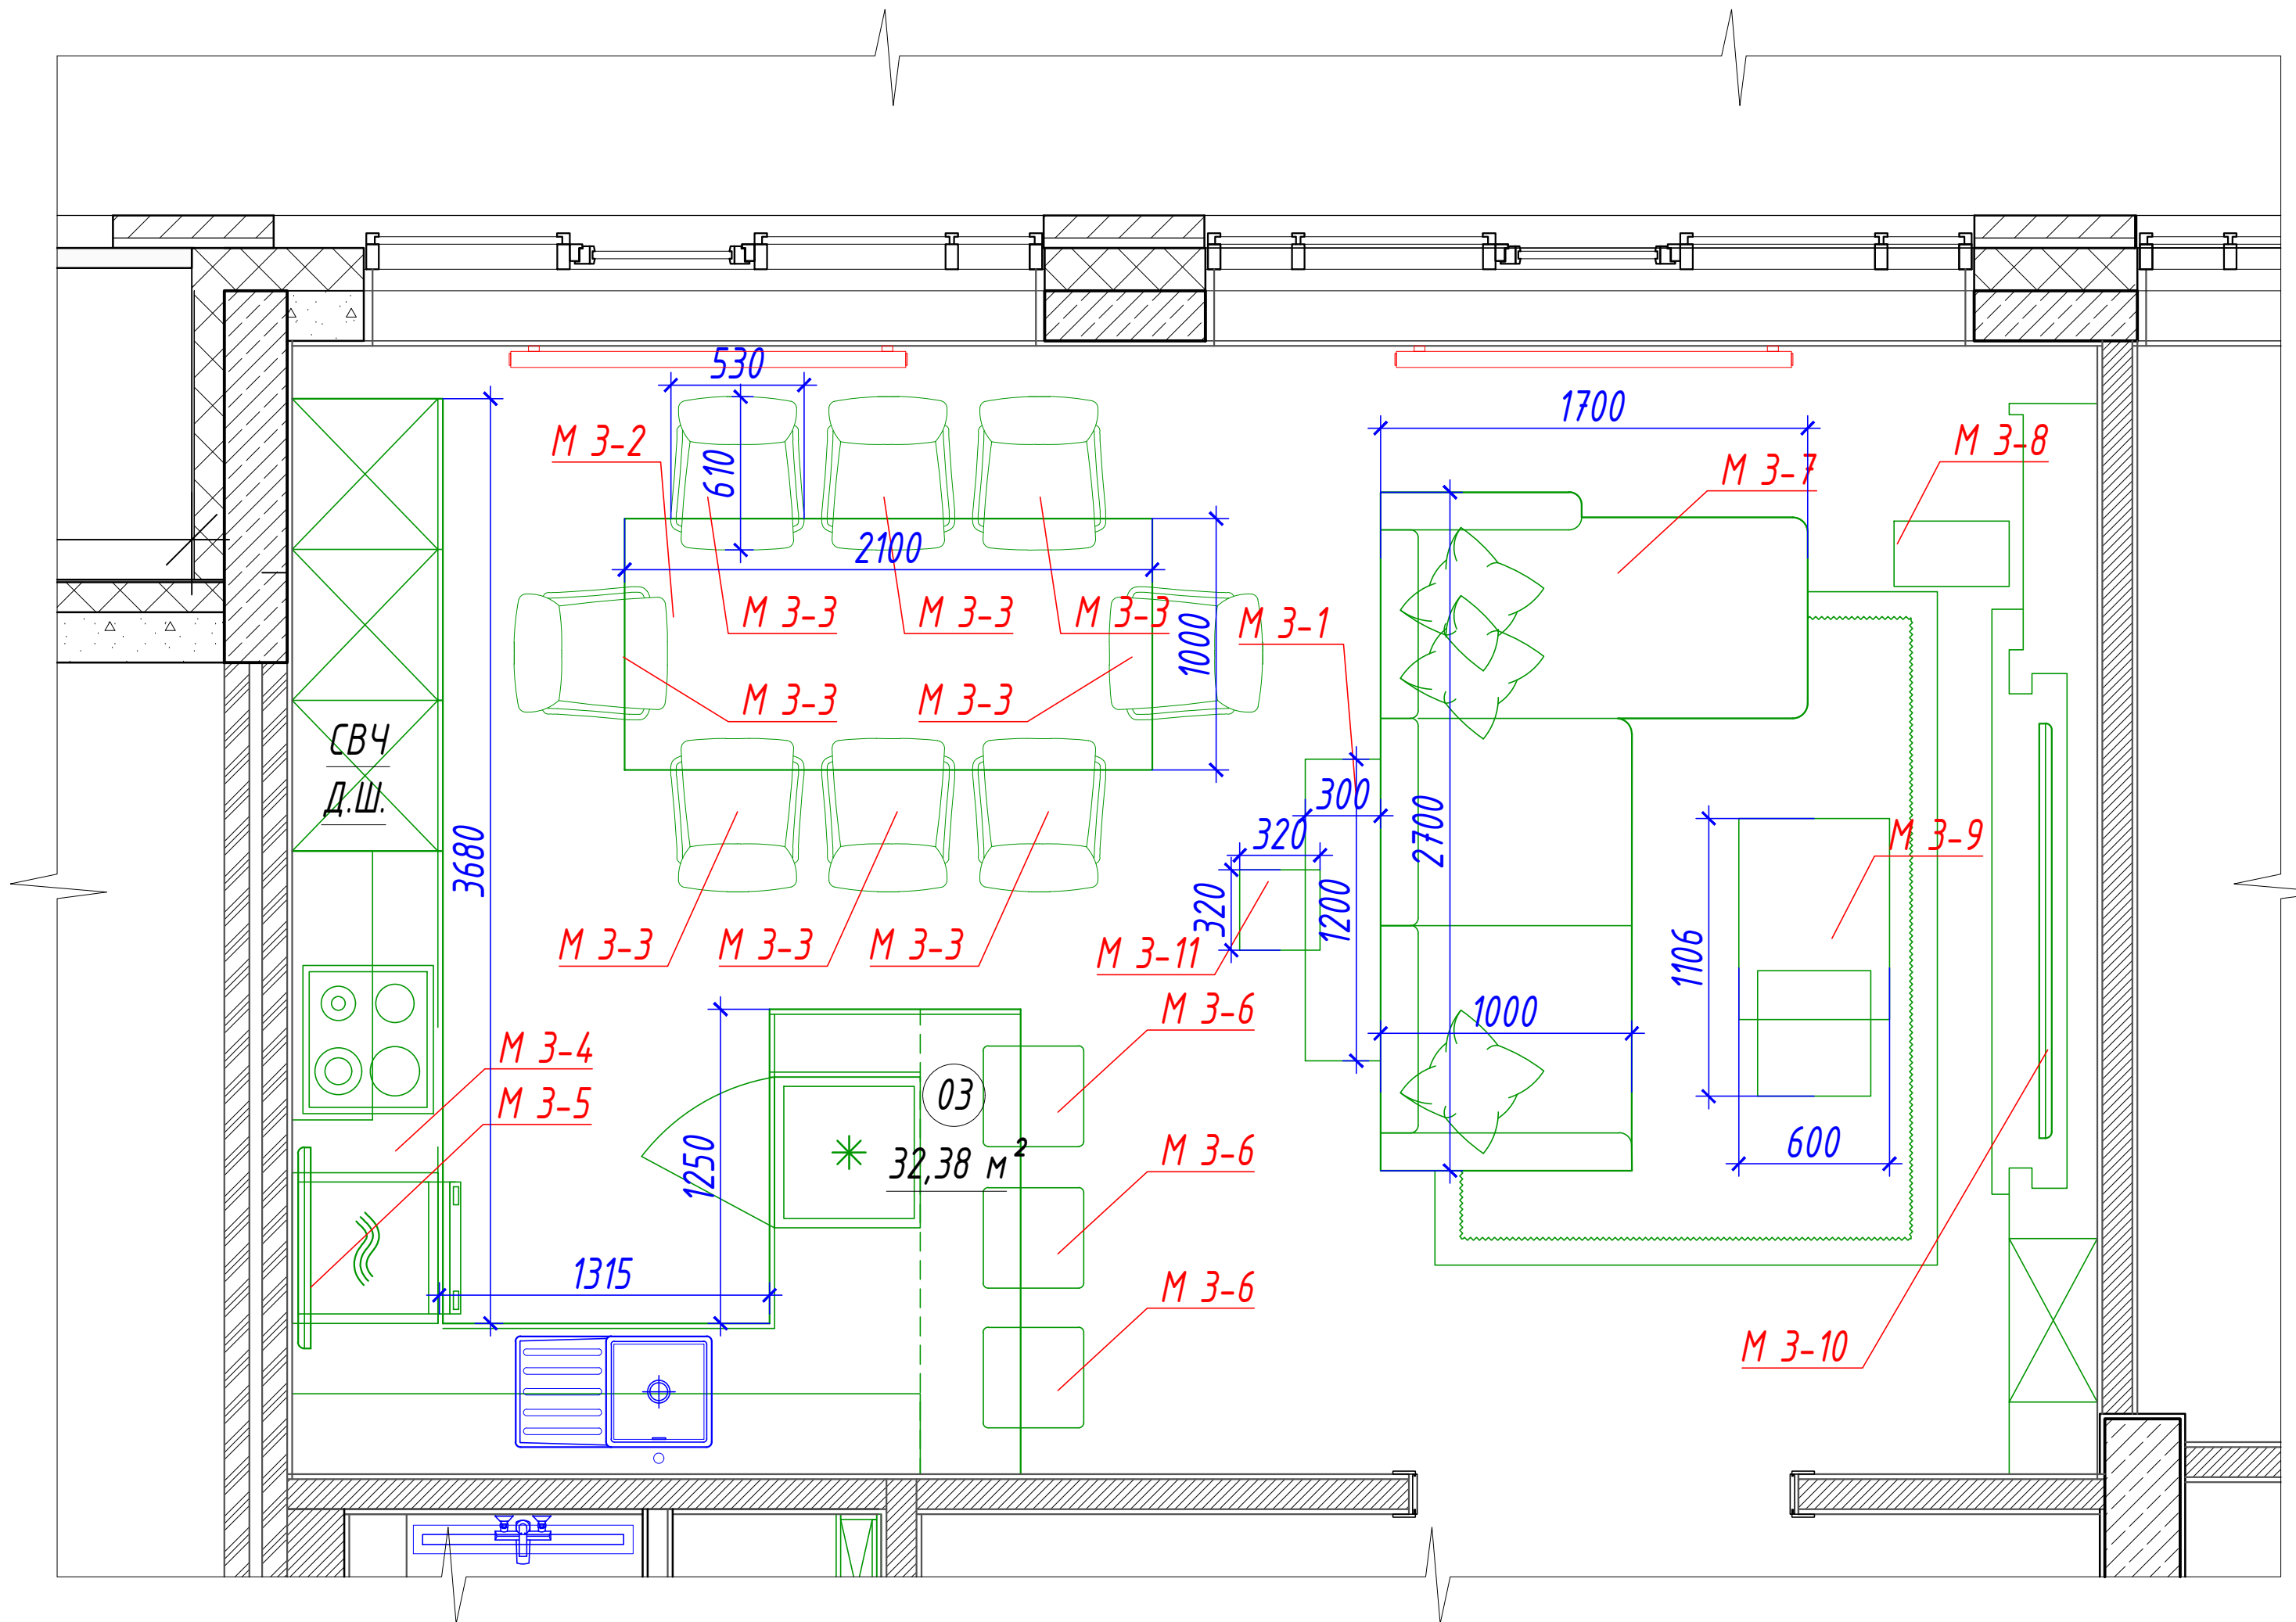 530
1700
М 3-2
М 3-8
610
М 3-7
2100
М 3-3
М 3-3
М 3-3
М 3-1
1000
М 3-3
М 3-3
СВЧ
Д.Ш.
300
320
2700
М 3-9
3680
320
1200
М 3-3
М 3-3
М 3-3
М 3-11
1106
М 3-6
1000
М 3-4
М 3-5
03
32,38 м²
1250
М 3-6
600
1315
М 3-6
М 3-10